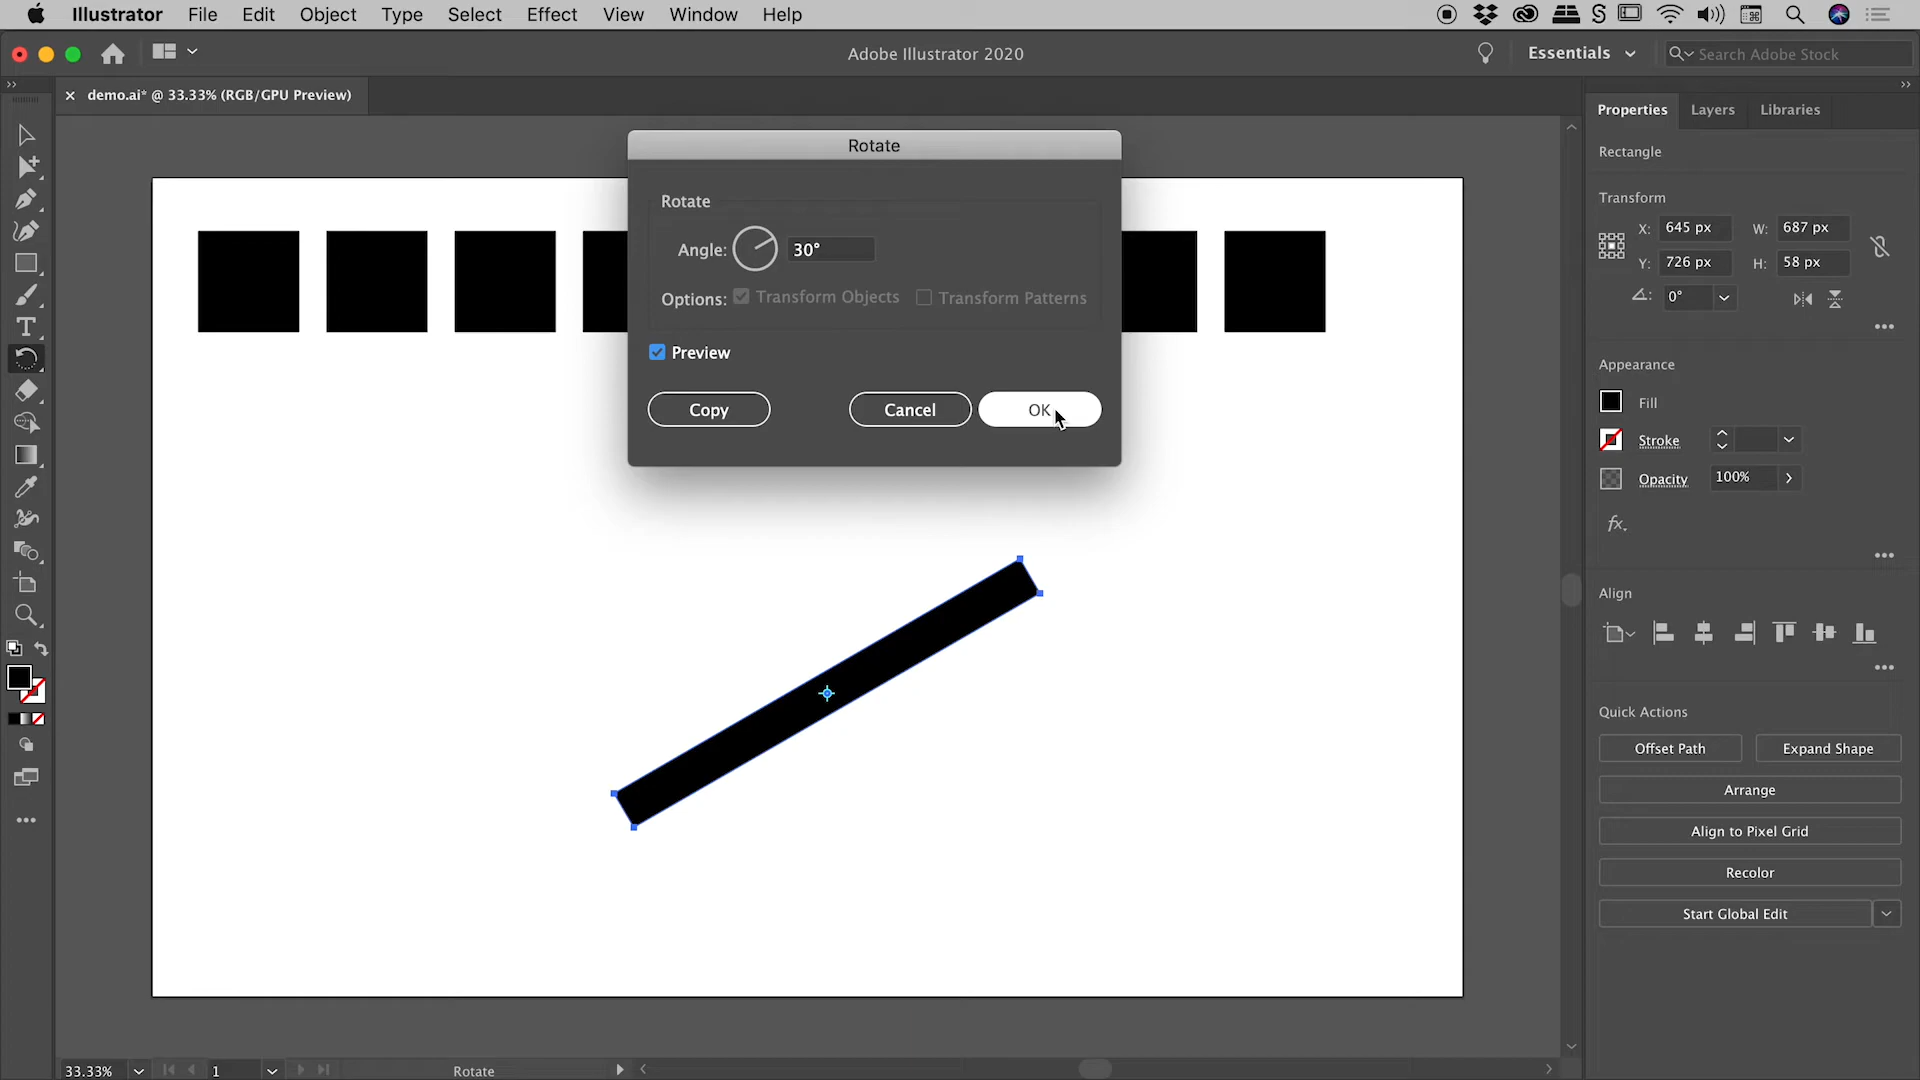 Illustrator File Edit Object Type Select Effect View Window Help
Adobe Illustrator 2020
Essentials
Search Adobe Stock
demo.ai* @ 33.33% (RGB/GPU Preview)
Rotate
Rotate
Angle: 30°
Options: Transform Objects Transform Patterns
Preview
Copy Cancel OK
Properties Layers Libraries
Rectangle
Transform
X: 645 px W: 687 px
Y: 726 px H: 58 px
0°
Appearance
Fill
Stroke
Opacity 100%
fx.
Align
Quick Actions
Offset Path Expand Shape
Arrange
Align to Pixel Grid
Recolor
Start Global Edit
33.33% 1 Rotate